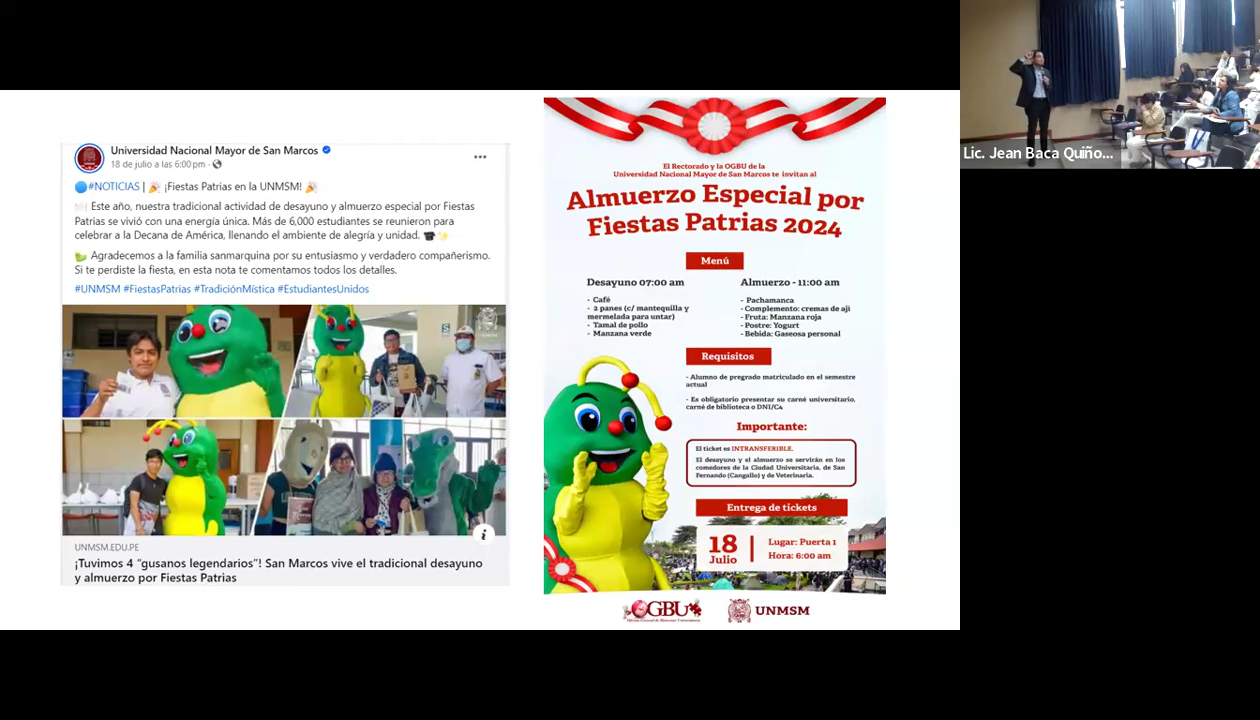 Universidad Nacional Mayor de San Marcos
18 de julio a las 6:00 pm ·
#NOTICIAS | 🎉 ¡Fiestas Patrias en la UNMSM! 🎉
🍽️ Este año, nuestra tradicional actividad de desayuno y almuerzo especial por Fiestas
Patrias se vivió con una energía única. Más de 6,000 estudiantes se reunieron para
celebrar a la Decana de América, llenando el ambiente de alegría y unidad. 🎓✨
Agradecemos a la familia sanmarquina por su entusiasmo y verdadero compañerismo.
Si te perdiste la fiesta, en esta nota te comentamos todos los detalles.
#UNMSM #FiestasPatrias #TradiciónMística #EstudiantesUnidos
UNMSM.EDU.PE
¡Tuvimos 4 “gusanos legendarios”! San Marcos vive el tradicional desayuno
y almuerzo por Fiestas Patrias
El Rectorado y la OGBU de la
Universidad Nacional Mayor de San Marcos te invitan al
Almuerzo Especial por
Fiestas Patrias 2024
Menú
Desayuno 07:00 am
- Café
- 2 panes (c/ mantequilla y
mermelada para untar)
- Tamal de pollo
- Manzana verde
Almuerzo - 11:00 am
- Pachamanca
- Complemento: cremas de aji
- Fruta: Manzana roja
- Postre: Yogurt
- Bebida: Gaseosa personal
Requisitos
- Alumno de pregrado matriculado en el semestre
actual
- Es obligatorio presentar su carné universitario,
carné de biblioteca o DNI/C4
Importante:
El ticket es INTRANSFERIBLE.
El desayuno y el almuerzo se servirán en los
comedores de la Ciudad Universitaria, de San
Fernando (Cangallo) y de Veterinaria.
Entrega de tickets
18
Julio
Lugar: Puerta 1
Hora: 6:00 am
OGBU
Oficina General de Bienestar Universitario
UNMSM
Lic. Jean Baca Quiño...